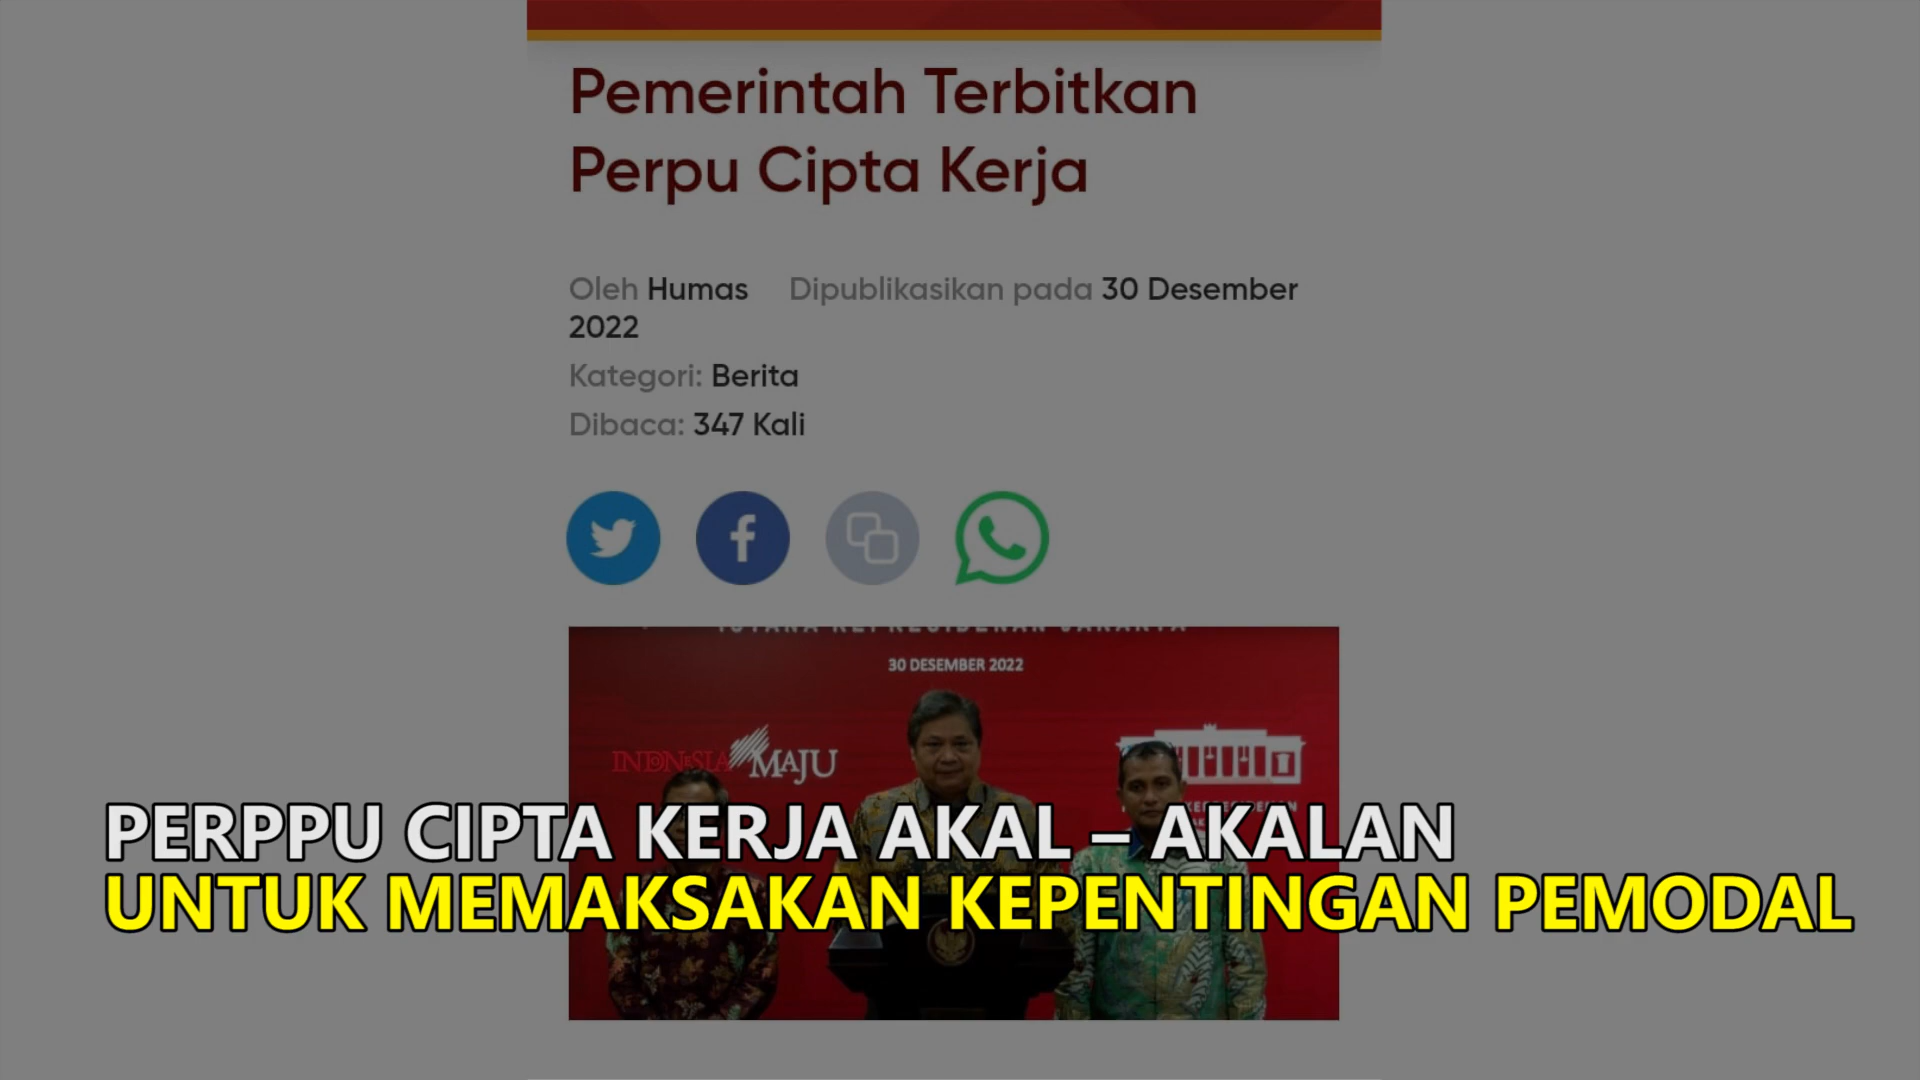 Pemerintah Terbitkan
Perpu Cipta Kerja
Oleh Humas Dipublikasikan pada 30 Desember
2022
Kategori: Berita
Dibaca: 347 Kali
30 DESEMBER 2022
INDONESIA MAJU
PERPPU CIPTA KERJA AKAL – AKALAN
UNTUK MEMAKSAKAN KEPENTINGAN PEMODAL